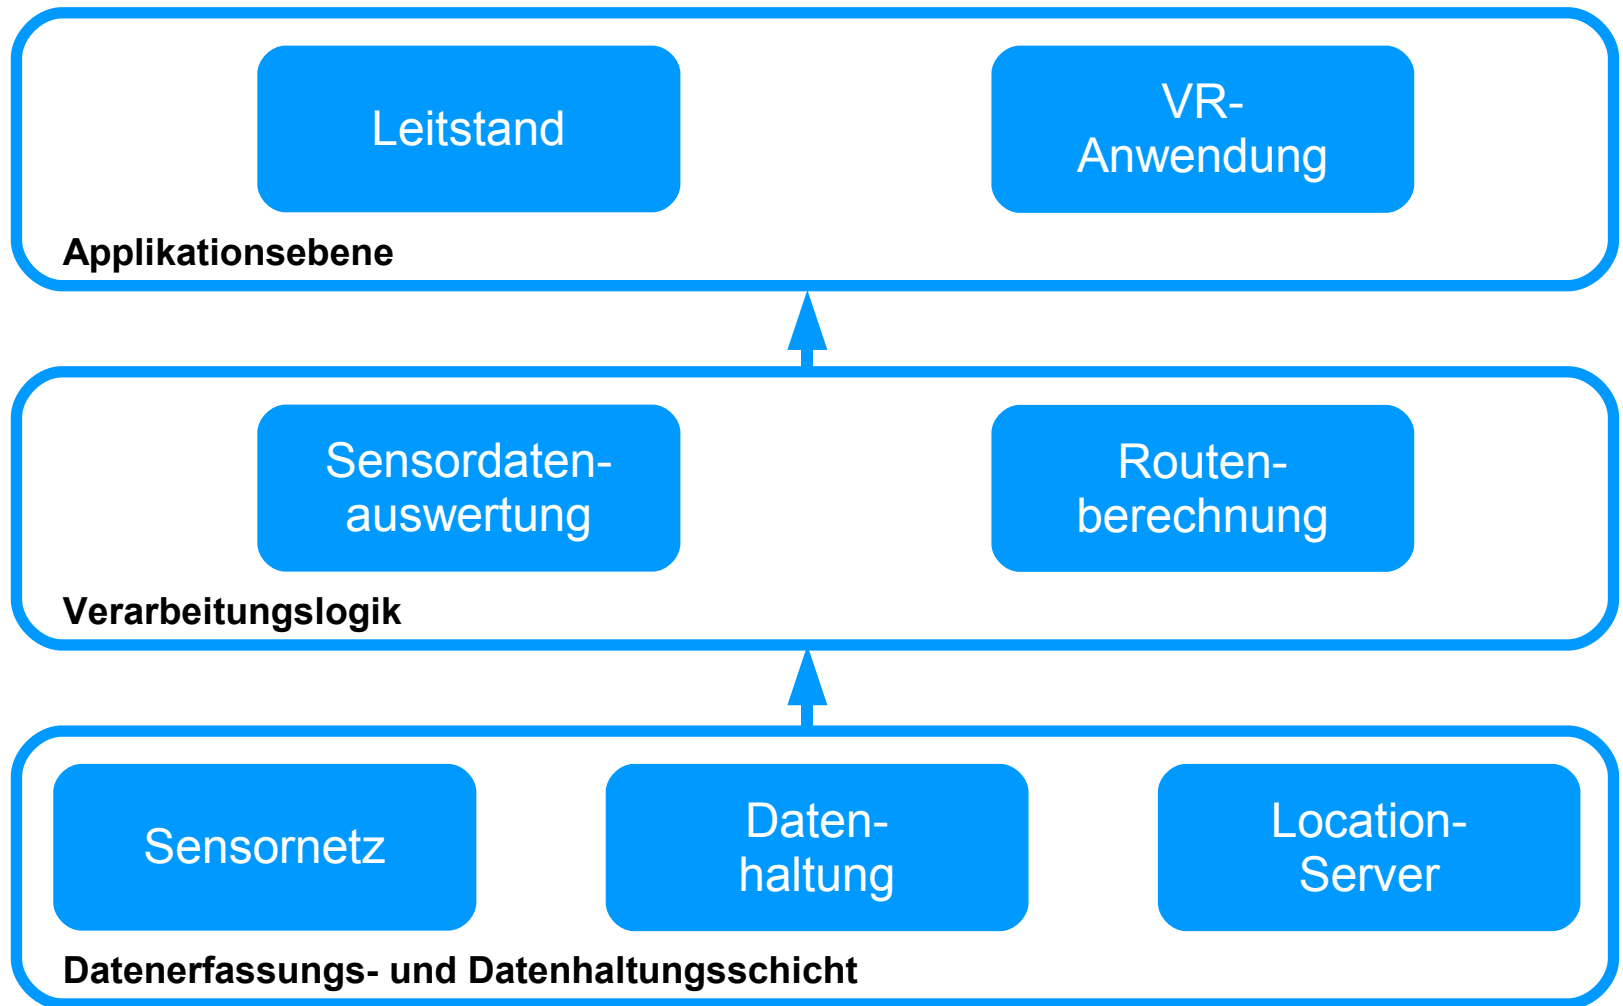 Leitstand
VR-
Anwendung
Applikationsebene
Sensordaten-
auswertung
Routen-
berechnung
Verarbeitungslogik
Sensornetz
Daten-
haltung
Location-
Server
Datenerfassungs- und Datenhaltungsschicht